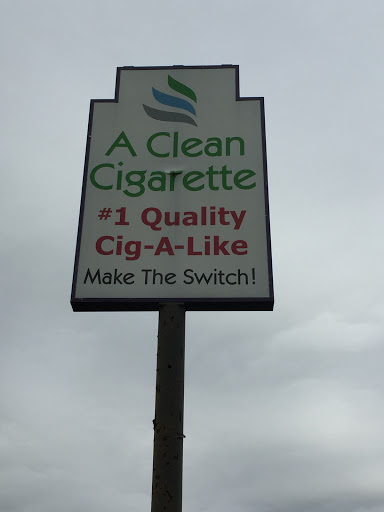 A Clean
Cigarette
#1 Quality
Cig-A-Like
Make The Switch!